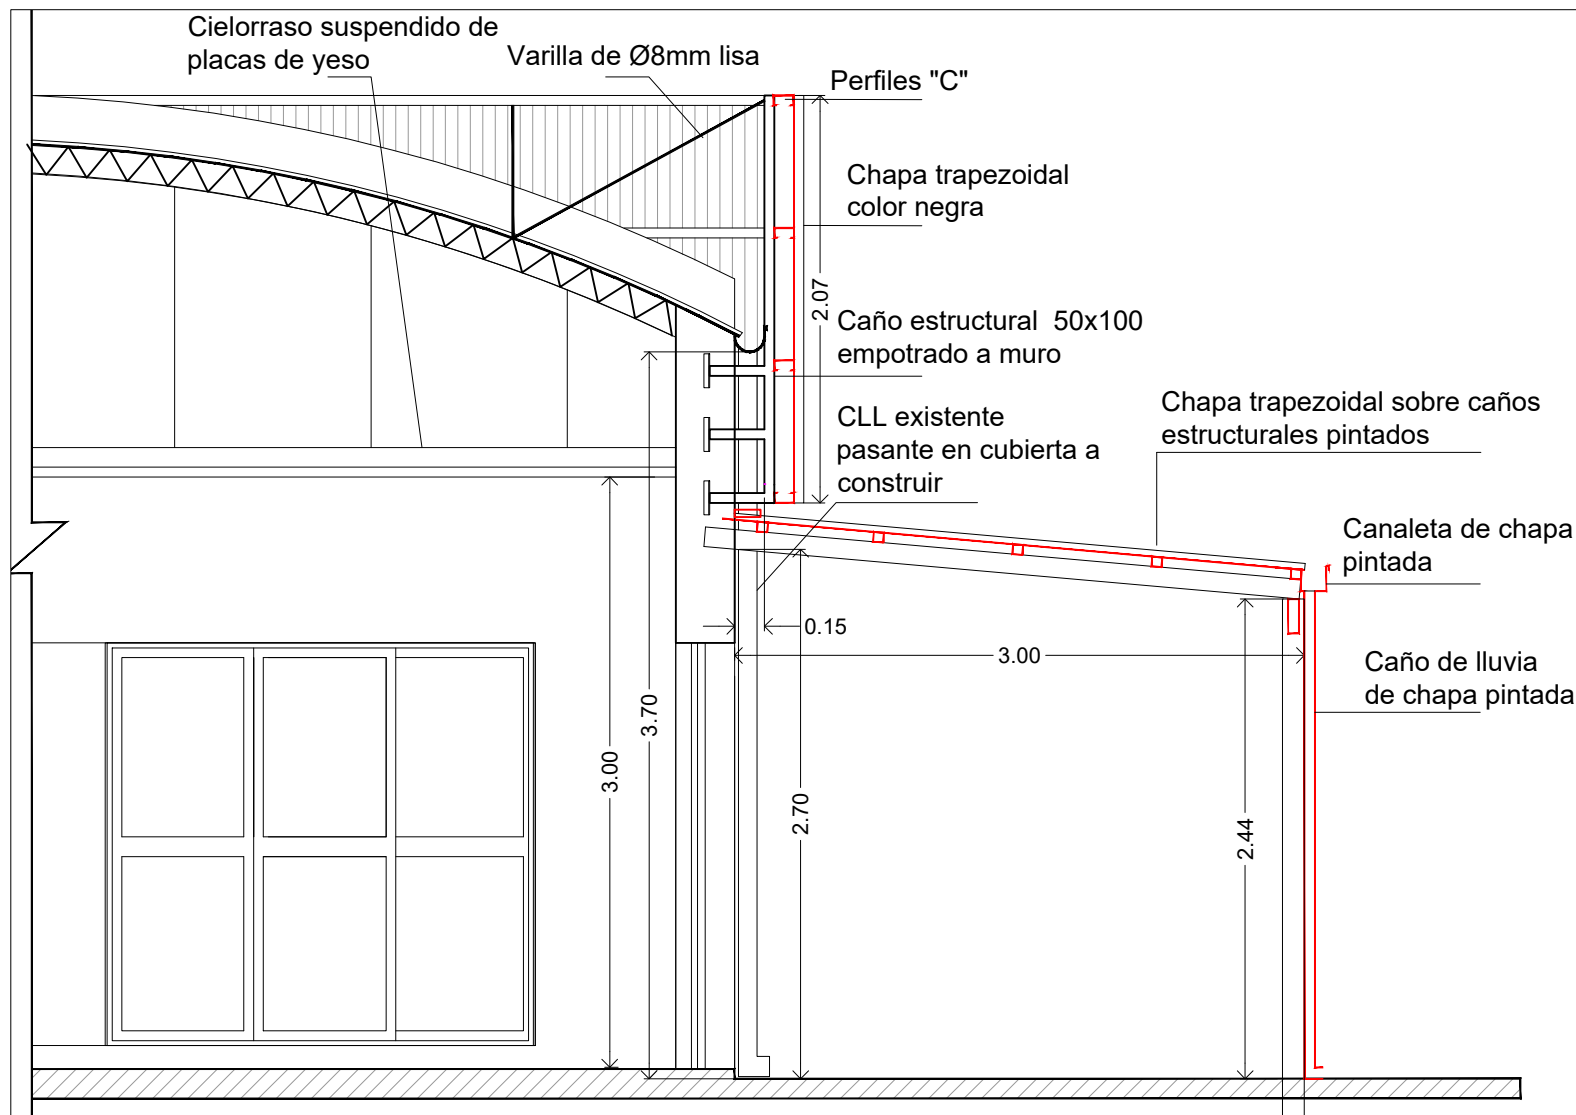 Cielorraso suspendido de
placas de yeso
Varilla de Ø8mm lisa
Perfiles "C"
Chapa trapezoidal
color negra
2.07
Caño estructural 50x100
empotrado a muro
CLL existente
pasante en cubierta a
construir
Chapa trapezoidal sobre caños
estructurales pintados
Canaleta de chapa
pintada
0.15
3.00
Caño de lluvia
de chapa pintada
3.70
3.00
2.70
2.44